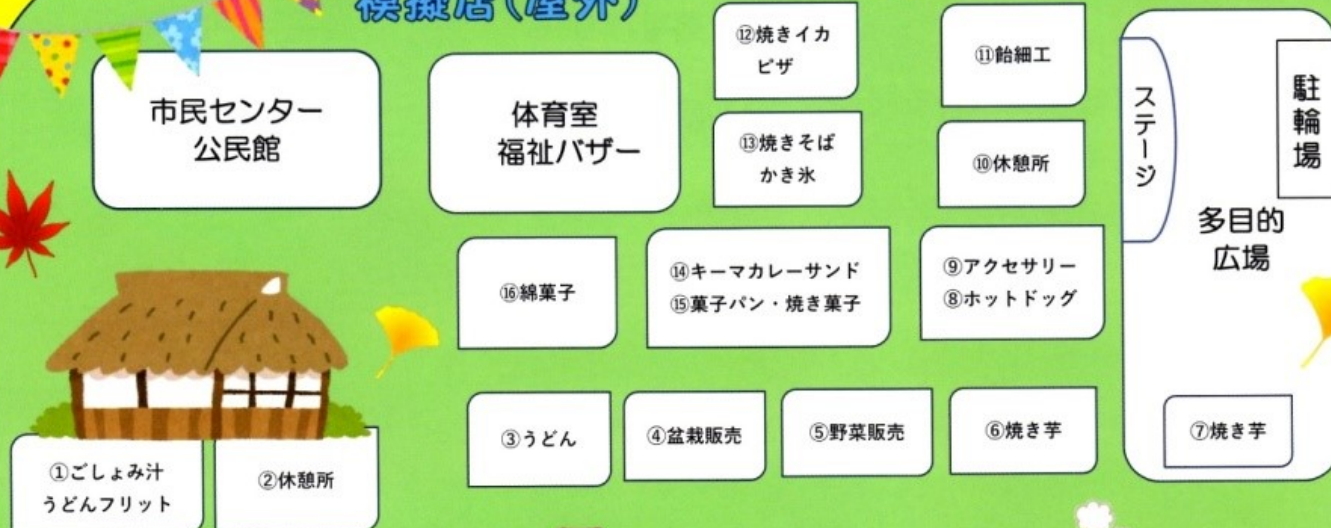 模擬店(屋外)
市民センター
公民館
体育室
福祉バザー
⑫焼きイカ
ピザ
⑪飴細工
⑬焼きそば
かき氷
⑩休憩所
ステージ
駐輪場
多目的
広場
⑯綿菓子
⑭キーマカレーサンド
⑮菓子パン・焼き菓子
⑨アクセサリー
⑧ホットドッグ
③うどん
④盆栽販売
⑤野菜販売
⑥焼き芋
⑦焼き芋
①ごしょみ汁
うどんフリット
②休憩所